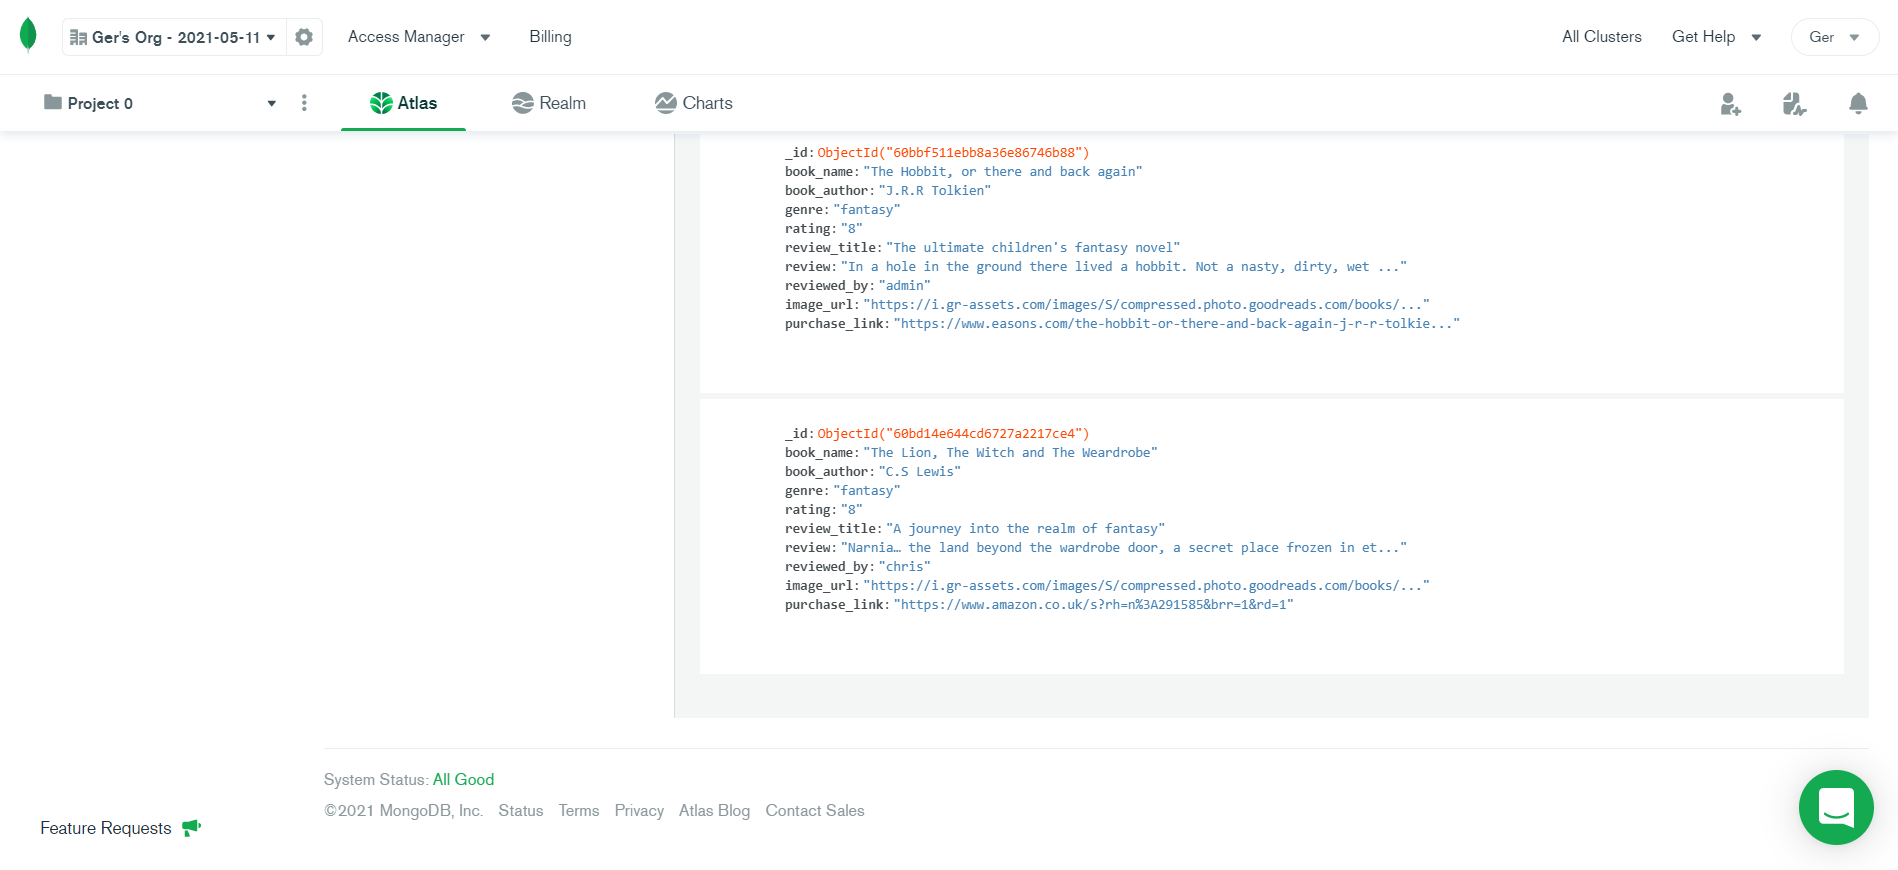 Ger's Org - 2021-05-11 Access Manager Billing All Clusters Get Help Ger
Project 0 Atlas Realm Charts
_id: ObjectId("60bbf511ebb8a36e86746b88")
book_name: "The Hobbit, or there and back again"
book_author: "J.R.R Tolkien"
genre: "fantasy"
rating: "8"
review_title: "The ultimate children's fantasy novel"
review: "In a hole in the ground there lived a hobbit. Not a nasty, dirty, wet ..."
reviewed_by: "admin"
image_url: "https://i.gr-assets.com/images/S/compressed.photo.goodreads.com/books/..."
purchase_link: "https://www.easons.com/the-hobbit-or-there-and-back-again-j-r-r-tolkie..."
_id: ObjectId("60bd14e644cd6727a2217ce4")
book_name: "The Lion, The Witch and The Weardrobe"
book_author: "C.S Lewis"
genre: "fantasy"
rating: "8"
review_title: "A journey into the realm of fantasy"
review: "Narnia… the land beyond the wardrobe door, a secret place frozen in et..."
reviewed_by: "chris"
image_url: "https://i.gr-assets.com/images/S/compressed.photo.goodreads.com/books/..."
purchase_link: "https://www.amazon.co.uk/s?rh=n%3A291585&brr=1&rd=1"
System Status: All Good
©2021 MongoDB, Inc. Status Terms Privacy Atlas Blog Contact Sales
Feature Requests